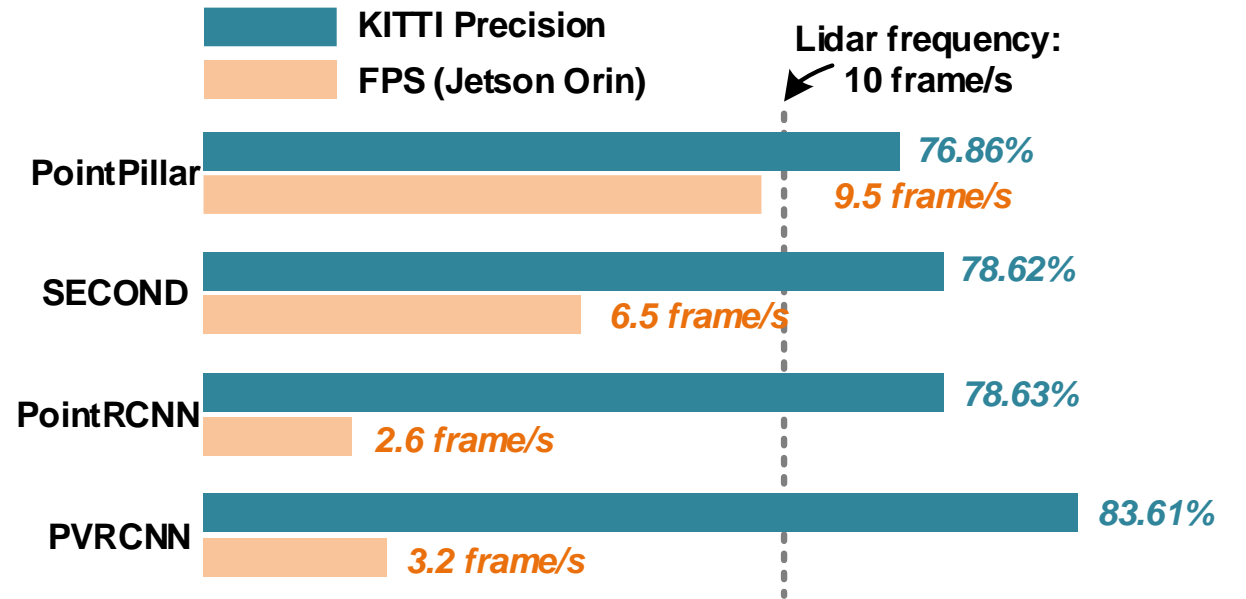 KITTI Precision
FPS (Jetson Orin)
Lidar frequency:
10 frame/s
PointPillar
76.86%
9.5 frame/s
SECOND
78.62%
6.5 frame/s
PointRCNN
78.63%
2.6 frame/s
PVRCNN
83.61%
3.2 frame/s